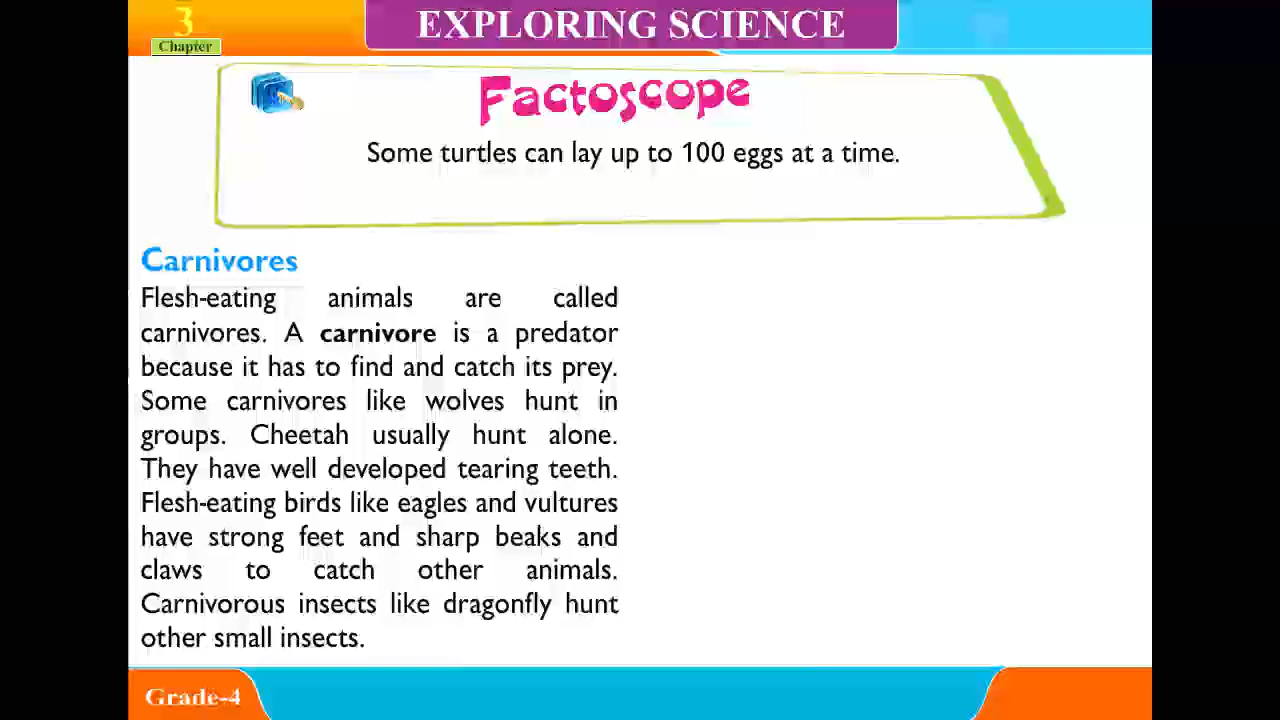 3
Chapter
EXPLORING SCIENCE
Factoscope
Some turtles can lay up to 100 eggs at a time.
Carnivores
Flesh-eating animals are called
carnivores. A carnivore is a predator
because it has to find and catch its prey.
Some carnivores like wolves hunt in
groups. Cheetah usually hunt alone.
They have well developed tearing teeth.
Flesh-eating birds like eagles and vultures
have strong feet and sharp beaks and
claws to catch other animals.
Carnivorous insects like dragonfly hunt
other small insects.
Grade-4